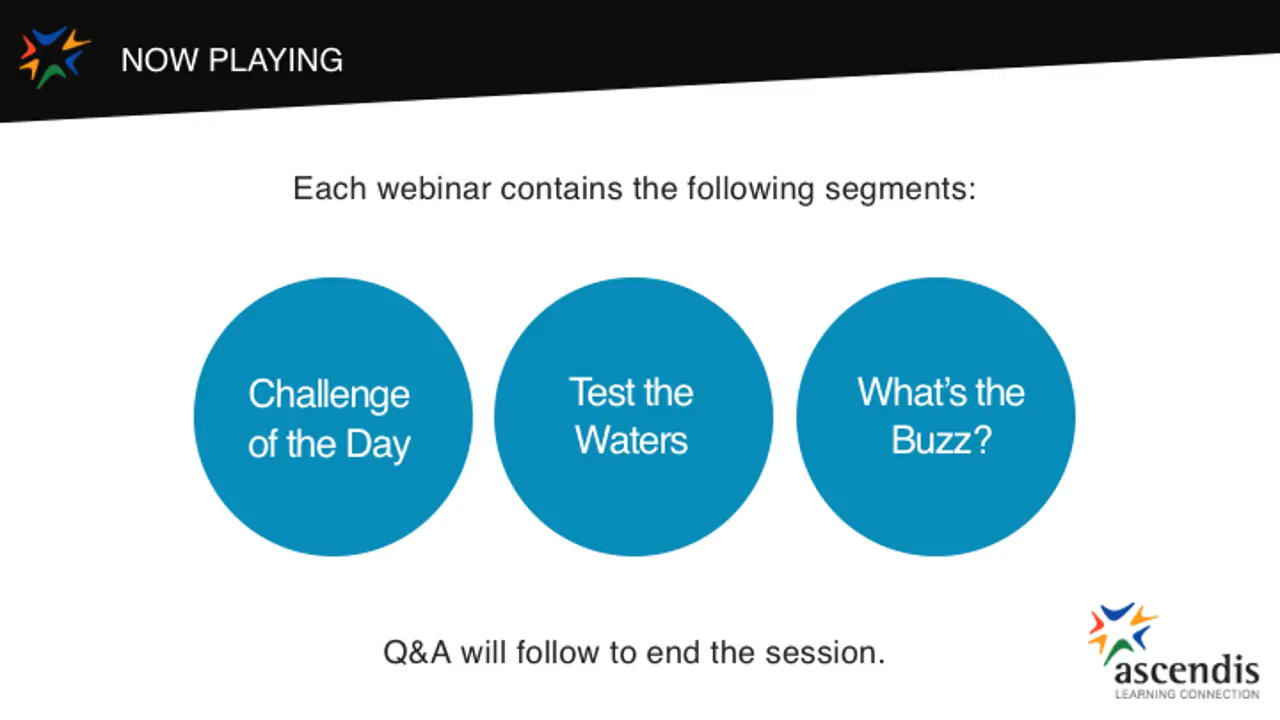 NOW PLAYING
Each webinar contains the following segments:
Challenge
of the Day
Test the
Waters
What's the
Buzz?
Q&A will follow to end the session.
ascendis
LEARNING CONNECTION